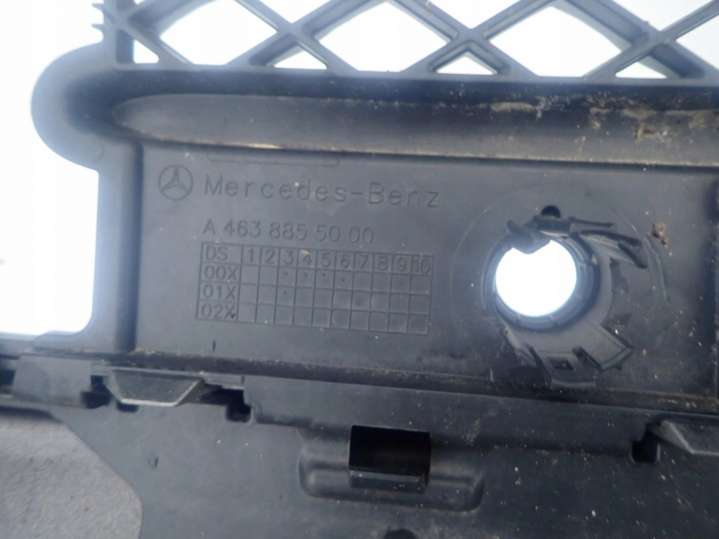 Mercedes-Benz
A 463 885 50 00
DS 1 2 3 4 5 6 7 8 9 10
00X
01X
02X